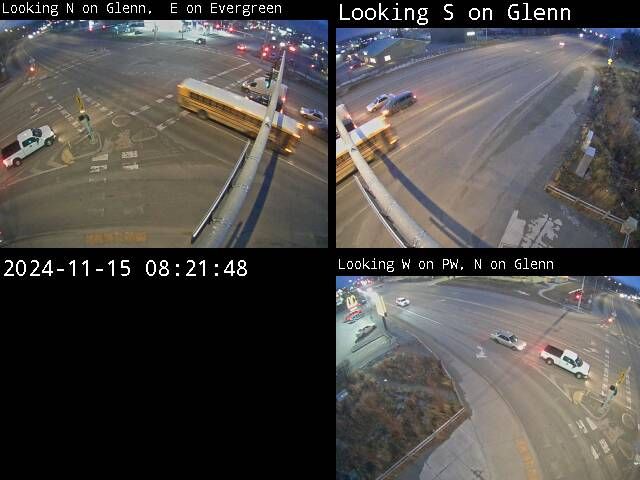 Looking N on Glenn,  E on Evergreen
Looking S on Glenn
2024-11-15 08:21:48
Looking W on PW, N on Glenn